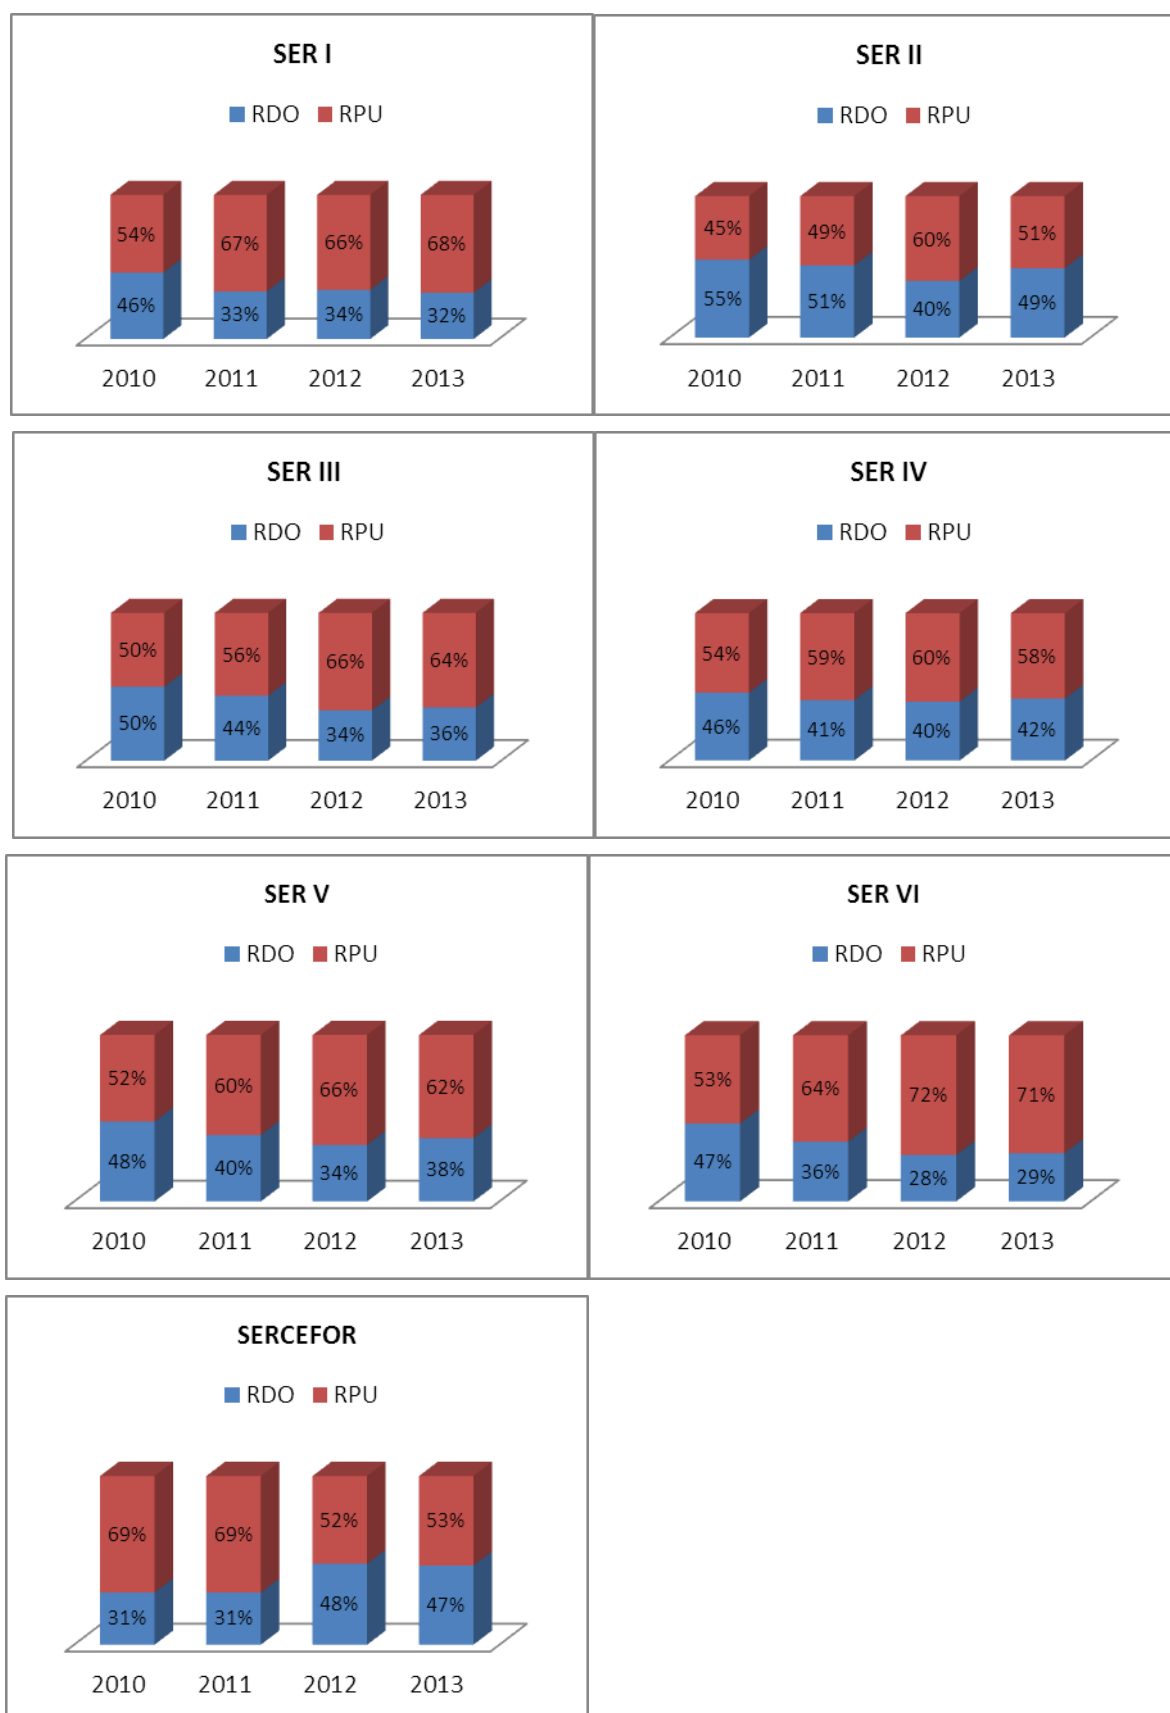 SER I
RDO RPU
54% 67% 66% 68%
46% 33% 34% 32%
2010 2011 2012 2013
SER II
RDO RPU
45% 49% 60% 51%
55% 51% 40% 49%
2010 2011 2012 2013
SER III
RDO RPU
50% 56% 66% 64%
50% 44% 34% 36%
2010 2011 2012 2013
SER IV
RDO RPU
54% 59% 60% 58%
46% 41% 40% 42%
2010 2011 2012 2013
SER V
RDO RPU
52% 60% 66% 62%
48% 40% 34% 38%
2010 2011 2012 2013
SER VI
RDO RPU
53% 64% 72% 71%
47% 36% 28% 29%
2010 2011 2012 2013
SERCEFOR
RDO RPU
69% 69% 52% 53%
31% 31% 48% 47%
2010 2011 2012 2013